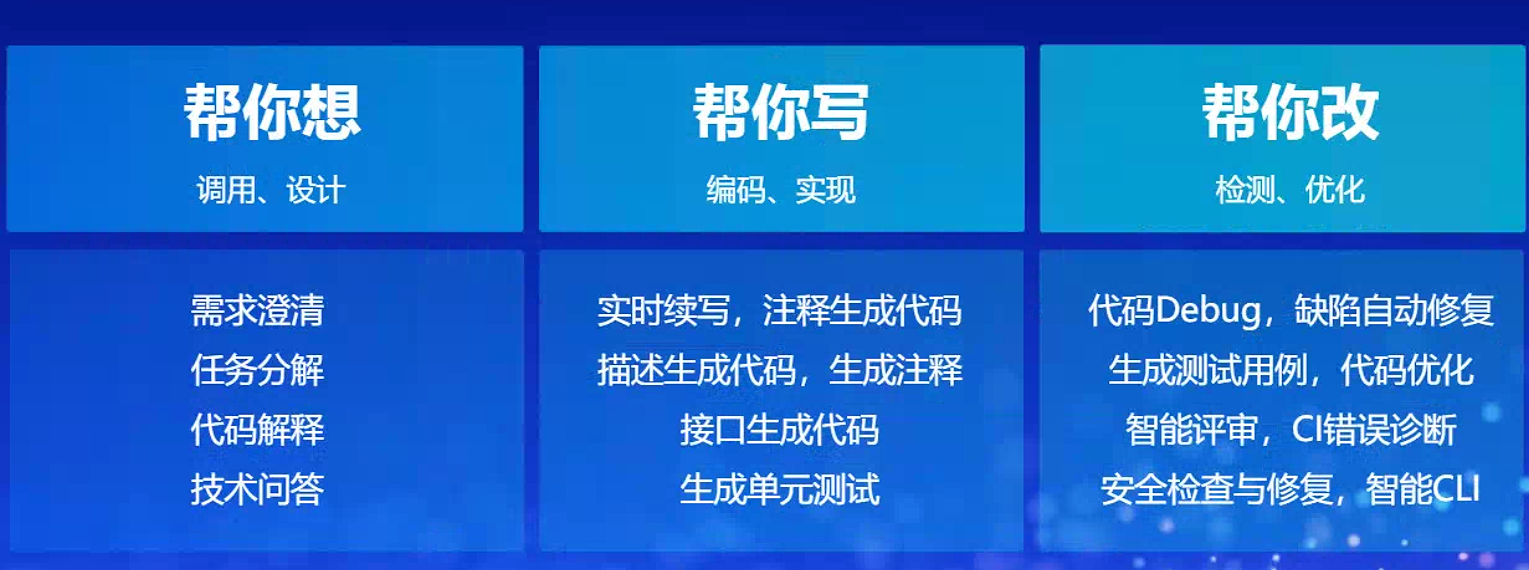 帮你想
调用、设计
需求澄清
任务分解
代码解释
技术问答
帮你写
编码、实现
实时续写，注释生成代码
描述生成代码，生成注释
接口生成代码
生成单元测试
帮你改
检测、优化
代码Debug，缺陷自动修复
生成测试用例，代码优化
智能评审，CI错误诊断
安全检查与修复，智能CLI